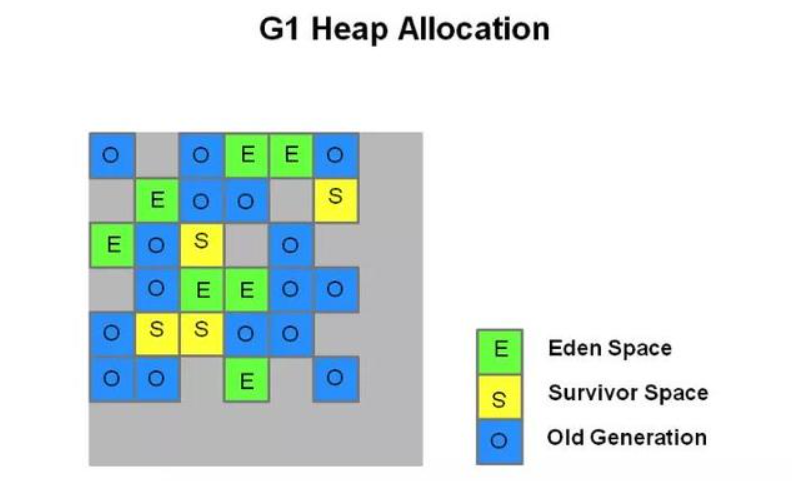 G1 Heap Allocation
O O E E O
E O O S
E O S O
O E E O O
O S S O O
O O E O
E Eden Space
S Survivor Space
O Old Generation